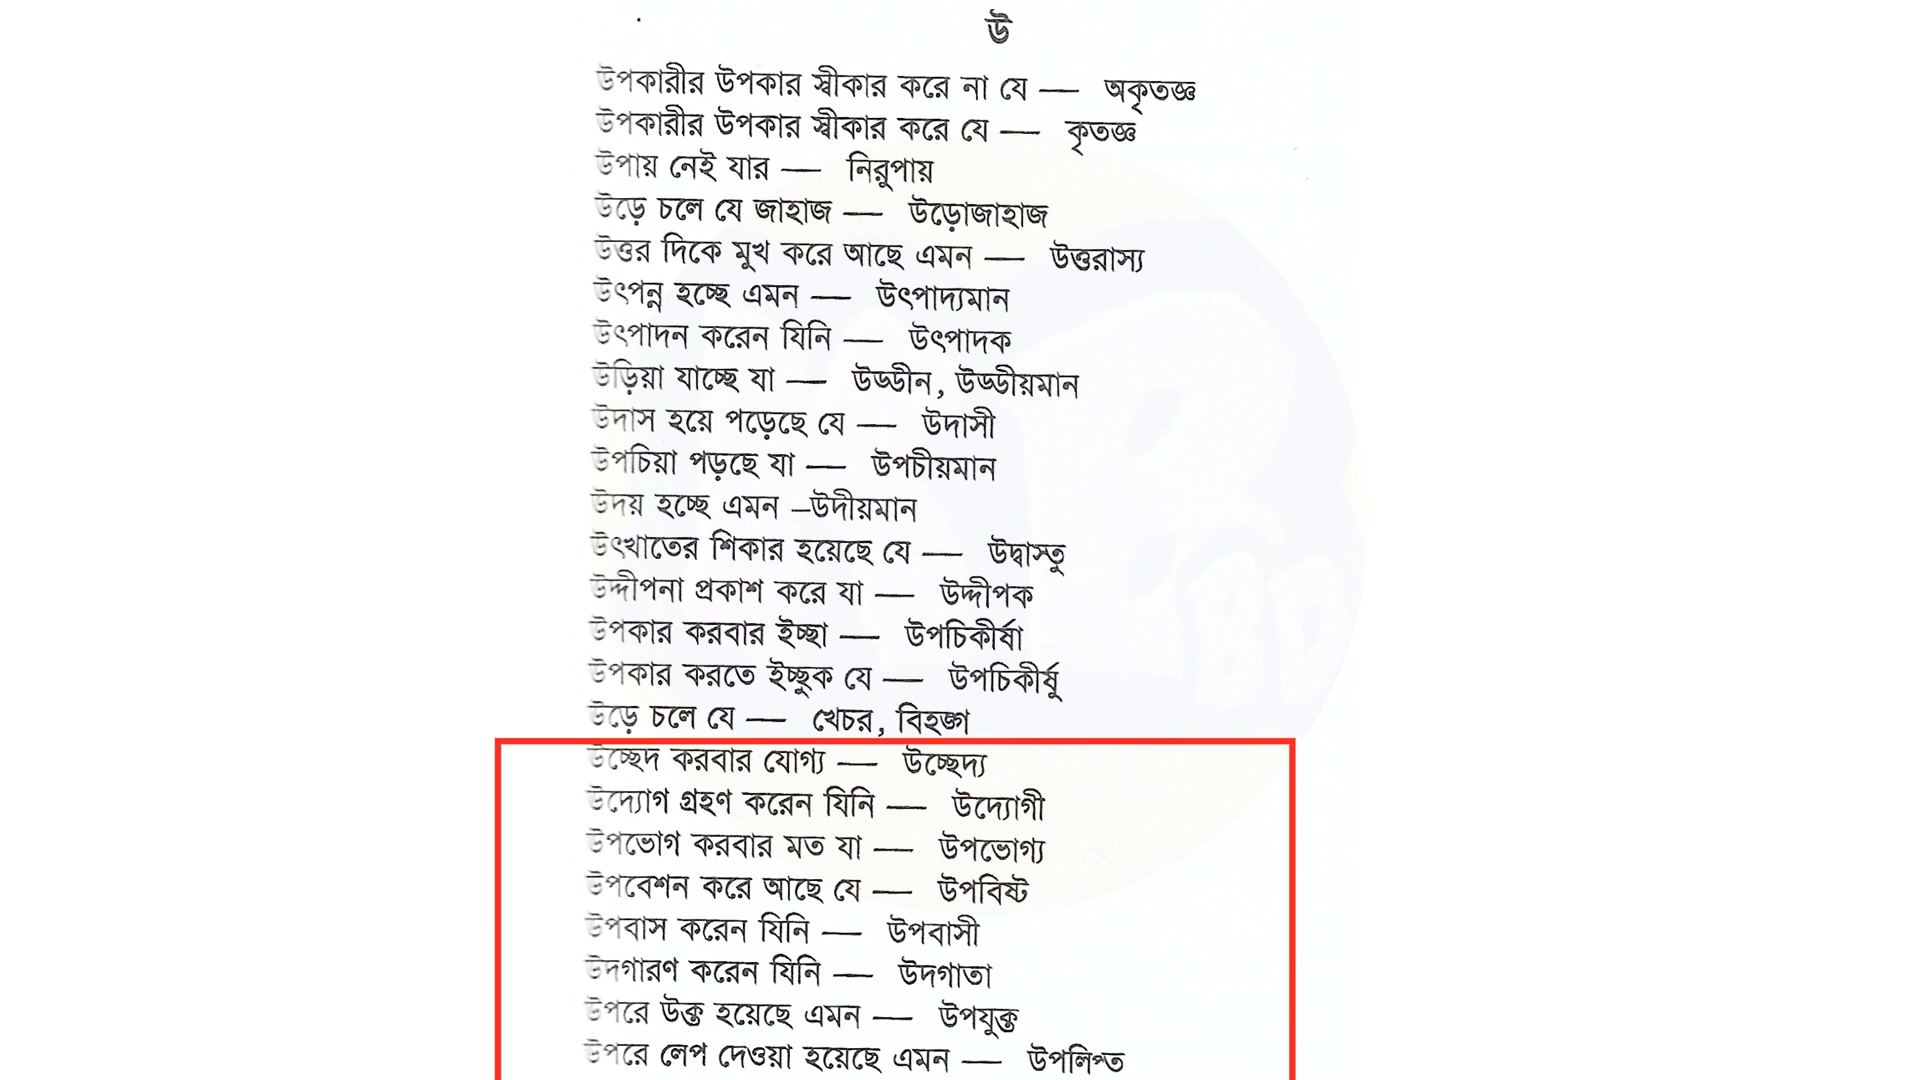 উ
উপকারীর উপকার স্বীকার করে না যে — অকৃতজ্ঞ
উপকারীর উপকার স্বীকার করে যে — কৃতজ্ঞ
উপায় নেই যার — নিরুপায়
উড়ে চলে যে জাহাজ — উড়োজাহাজ
উত্তর দিকে মুখ করে আছে এমন — উত্তরাস্য
উৎপন্ন হচ্ছে এমন — উৎপাদ্যমান
উৎপাদন করেন যিনি — উৎপাদক
উড়িয়া যাচ্ছে যা — উড্ডীন, উড্ডীয়মান
উদাস হয়ে পড়েছে যে — উদাসী
উপচিয়া পড়ছে যা — উপচীয়মান
উদয় হচ্ছে এমন –উদীয়মান
উৎখাতের শিকার হয়েছে যে — উদ্বাস্তু
উদ্দীপনা প্রকাশ করে যা — উদ্দীপক
উপকার করবার ইচ্ছা — উপচিকীর্ষা
উপকার করতে ইচ্ছুক যে — উপচিকীর্ষু
উড়ে চলে যে — খেচর, বিহঙ্গ
উচ্ছেদ করবার যোগ্য — উচ্ছেদ্য
উদ্যোগ গ্রহণ করেন যিনি — উদ্যোগী
উপভোগ করবার মত যা — উপভোগ্য
উপবেশন করে আছে যে — উপবিষ্ট
উপবাস করেন যিনি — উপবাসী
উদগারণ করেন যিনি — উদগাতা
উপরে উক্ত হয়েছে এমন — উপযুক্ত
উপরে লেপ দেওয়া হয়েছে এমন — উপলিপ্ত